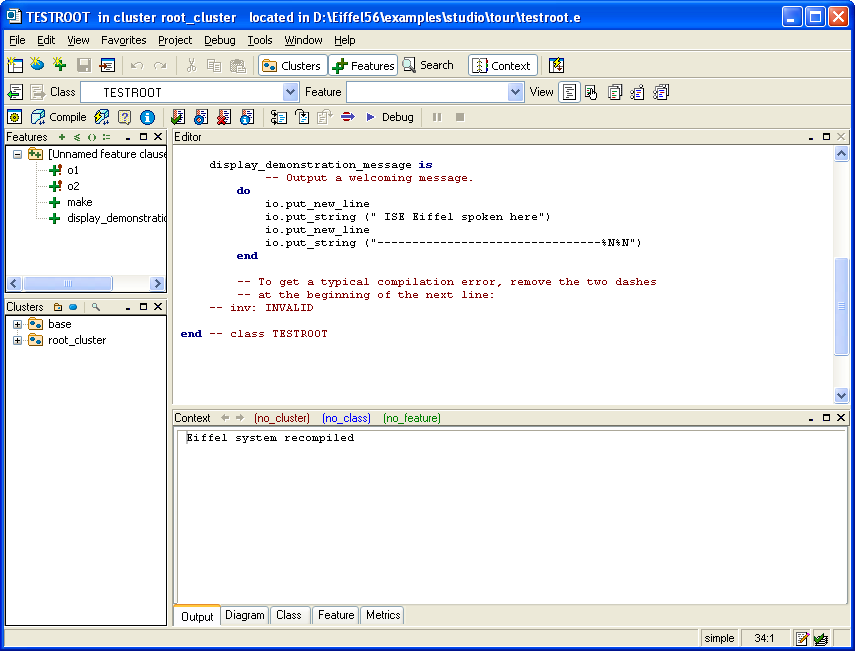 TESTROOT in cluster root_cluster located in D:\Eiffel56\examples\studio\tour\testroot.e
File Edit View Favorites Project Debug Tools Window Help
Clusters Features Search Context
Class TESTROOT Feature View
Compile Debug
Features
[Unnamed feature clause
o1
o2
make
display_demonstratio
Clusters
base
root_cluster
Editor
display_demonstration_message is
-- Output a welcoming message.
do
io.put_new_line
io.put_string (" ISE Eiffel spoken here")
io.put_new_line
io.put_string ("--------------------------------%N%N")
end
-- To get a typical compilation error, remove the two dashes
-- at the beginning of the next line:
-- inv: INVALID
end -- class TESTROOT
Context (no_cluster) (no_class) (no_feature)
Eiffel system recompiled
Output Diagram Class Feature Metrics
simple 34:1